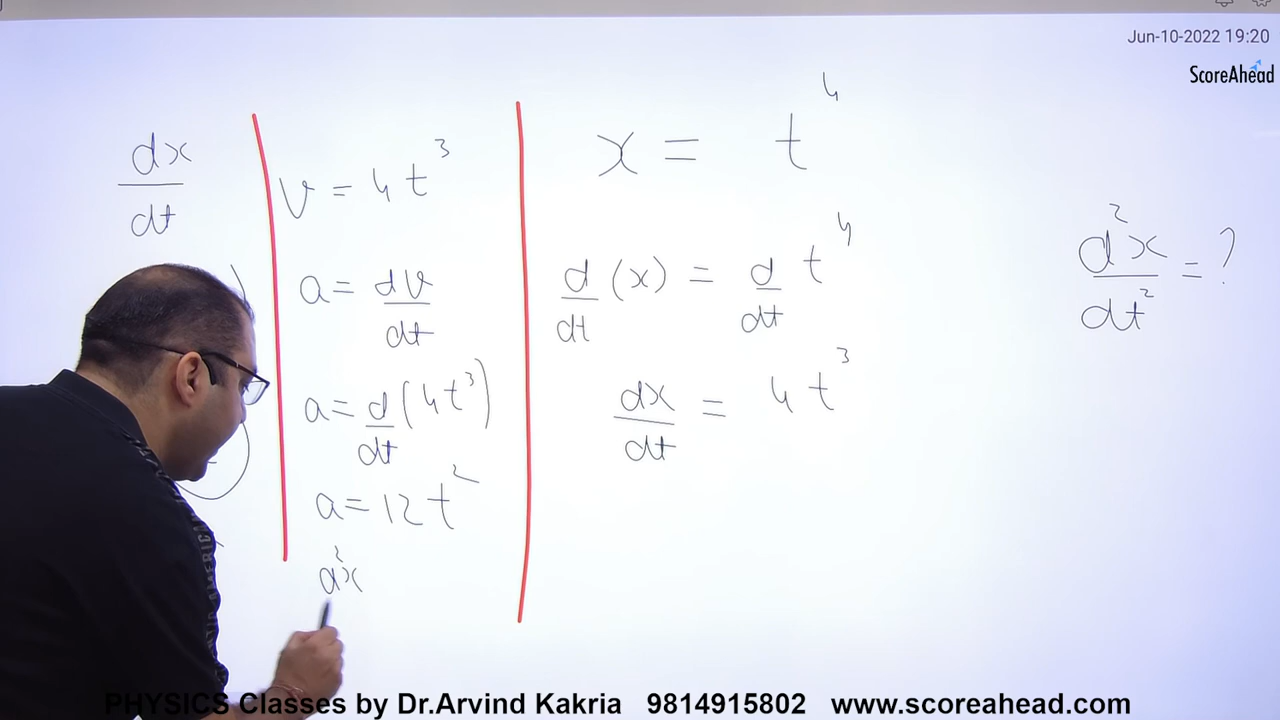 Jun-10-2022 19:20
ScoreAhead
dx
dt
v = 4t³
a = dv
dt
a = d (4t³)
dt
a = 12t²
d²x
x = t⁴
d (x) = d t⁴
dt dt
dx = 4t³
dt
d²x = ?
dt²
PHYSICS Classes by Dr.Arvind Kakria 9814915802 www.scoreahead.com